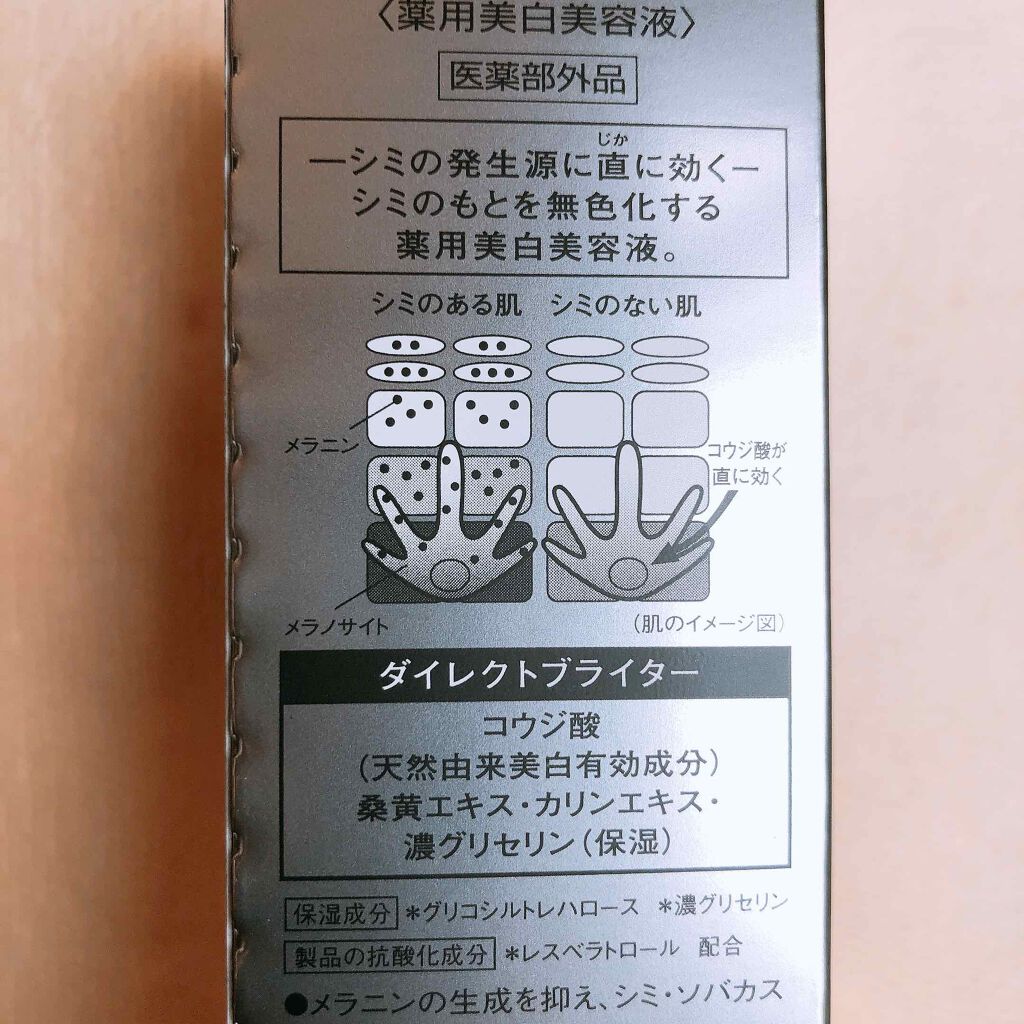 〈薬用美白美容液〉
医薬部外品
じか
―シミの発生源に直に効く―
シミのもとを無色化する
薬用美白美容液。
シミのある肌 シミのない肌
メラニン
コウジ酸が
直に効く
メラノサイト
（肌のイメージ図）
ダイレクトブライター
コウジ酸
（天然由来美白有効成分）
桑黄エキス・カリンエキス・
濃グリセリン（保湿）
保湿成分 ＊グリコシルトレハロース ＊濃グリセリン
製品の抗酸化成分 ＊レスベラトロール 配合
●メラニンの生成を抑え、シミ・ソバカス